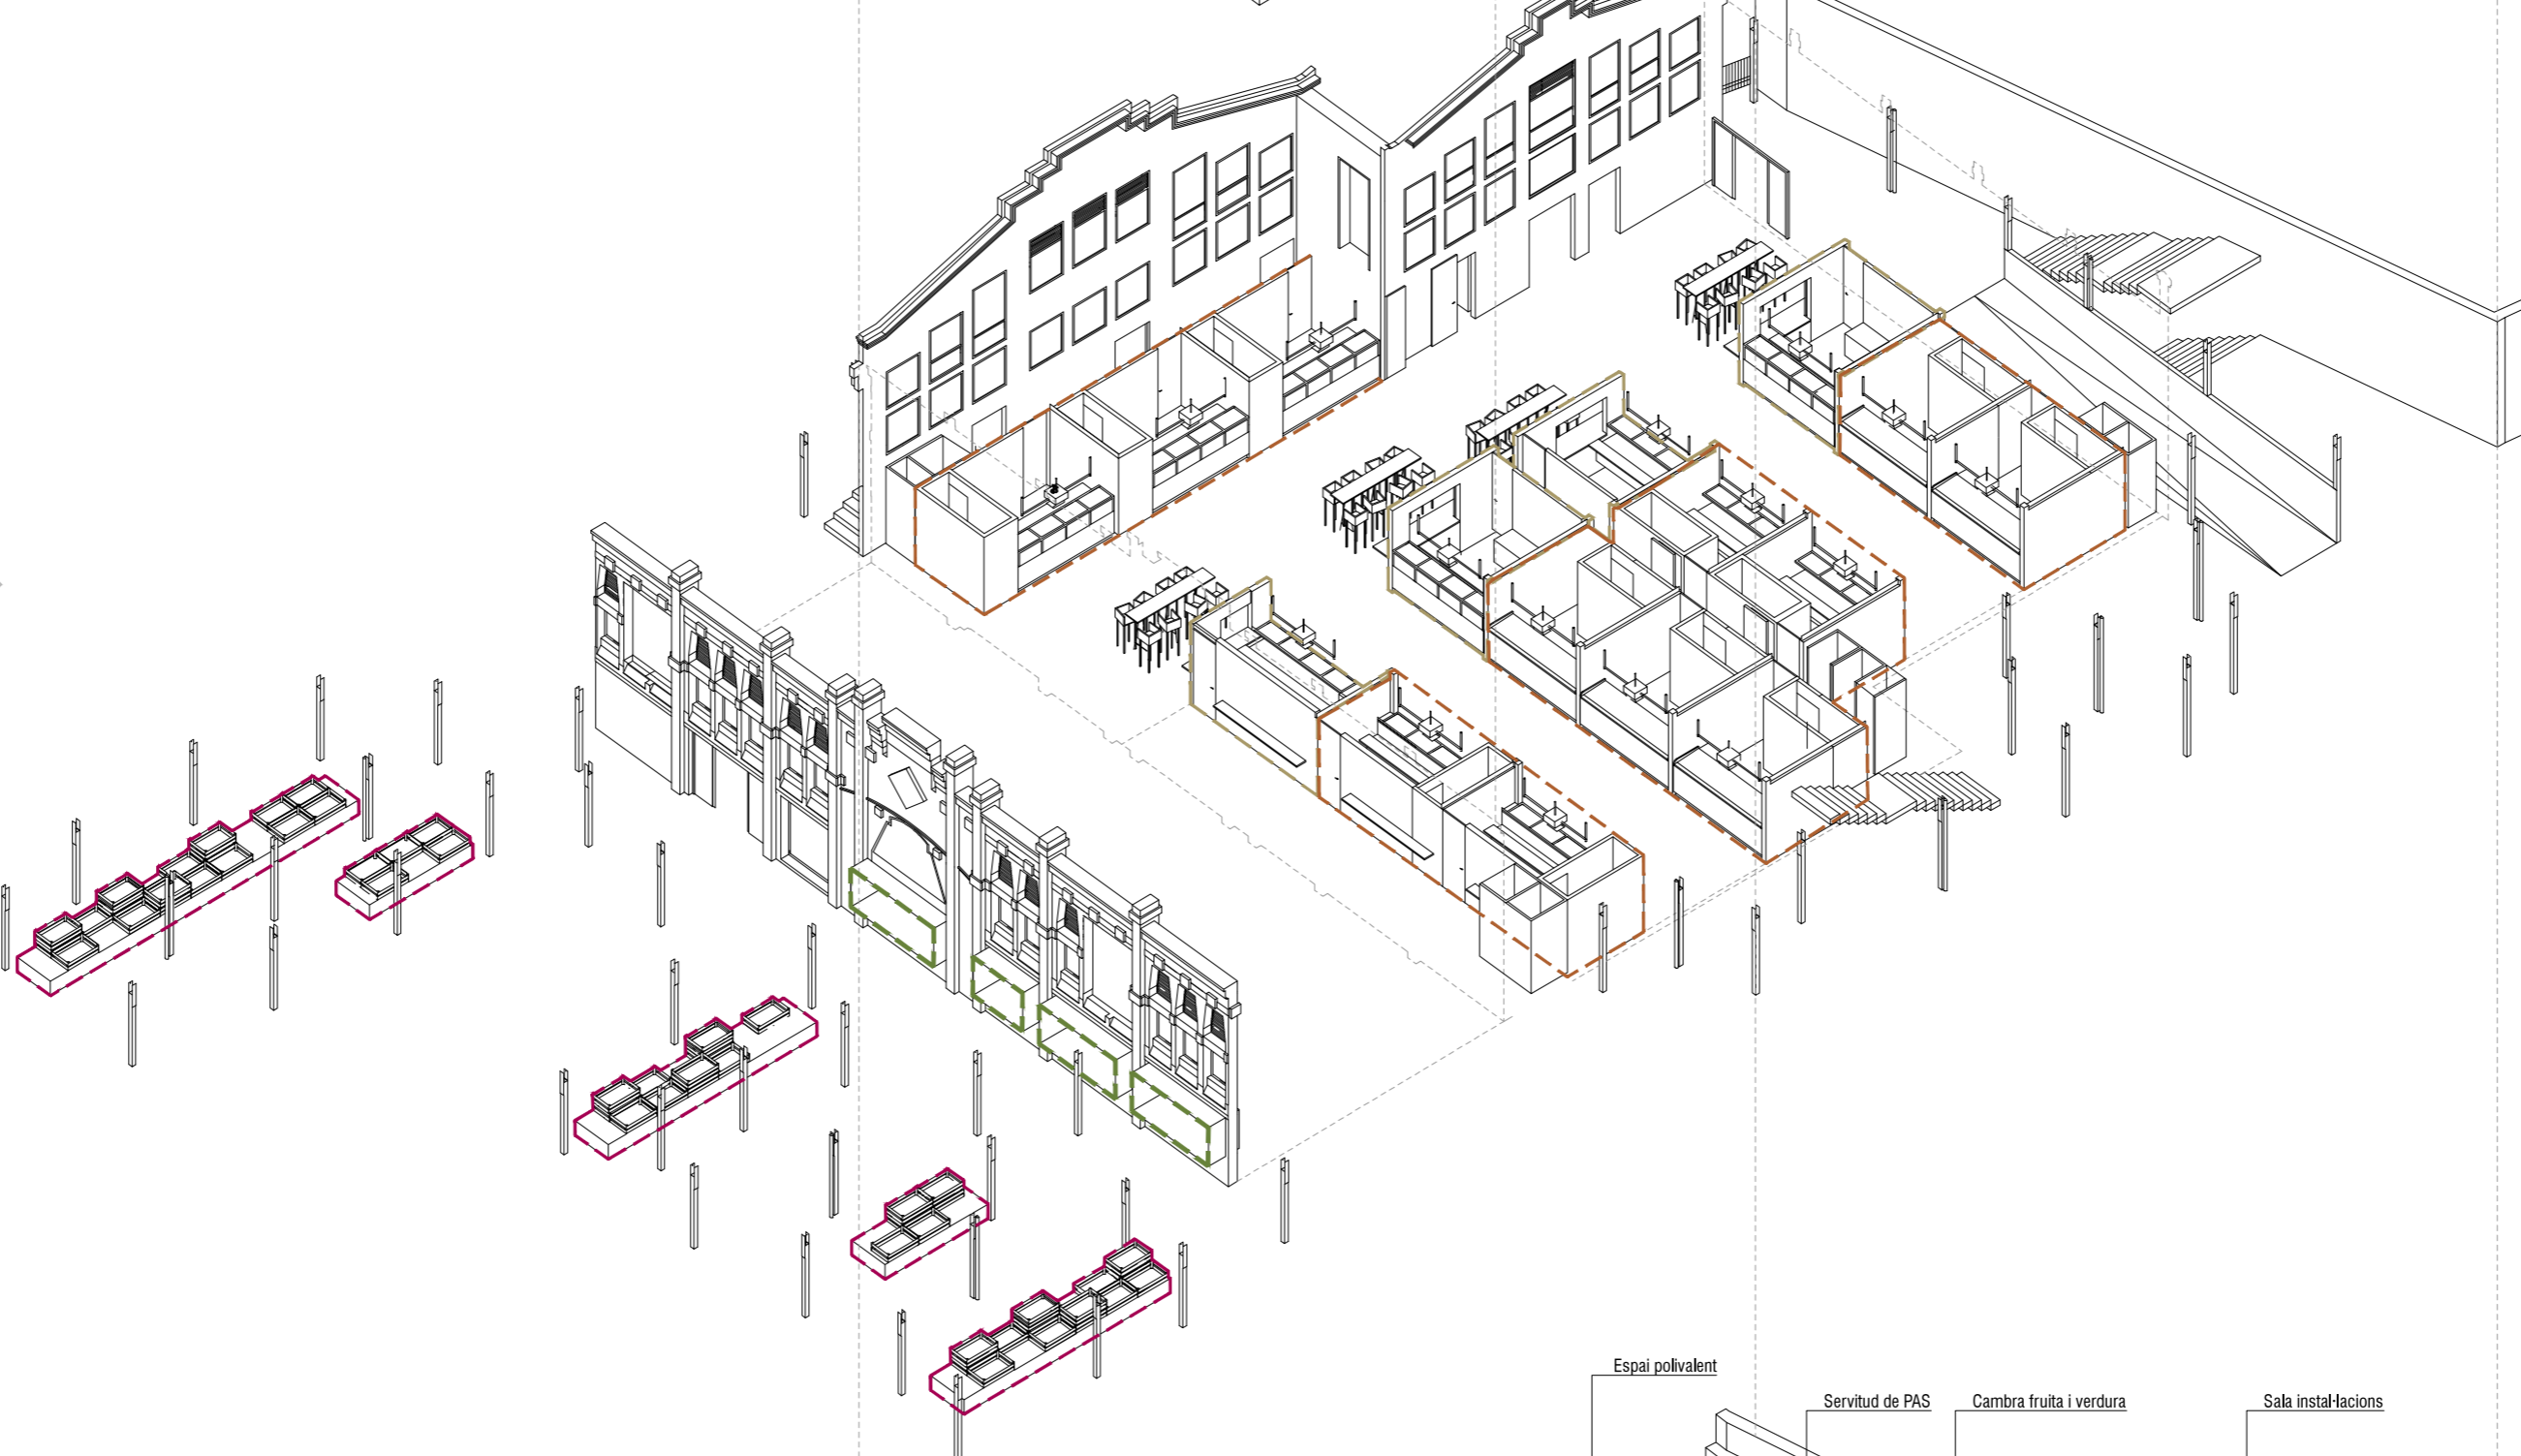 Espai polivalent
Servitud de PAS
Cambra fruita i verdura
Sala instal·lacions